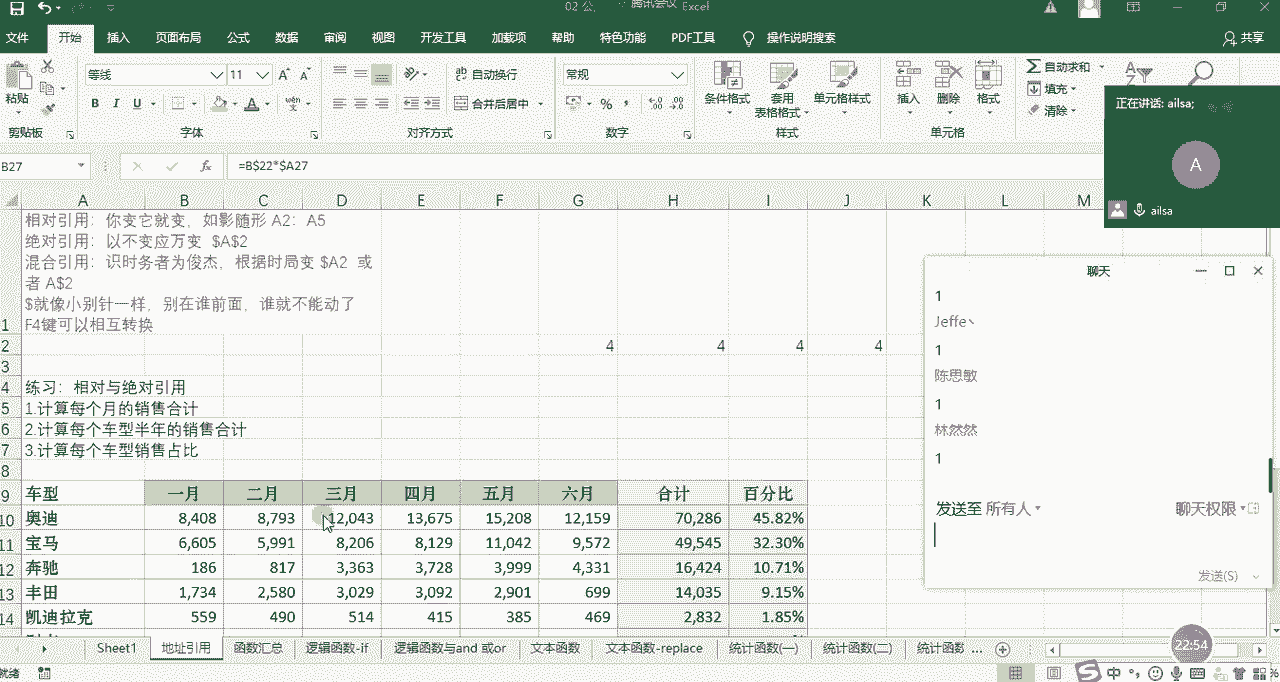 02 公, 腾讯会议 Excel
文件 开始 插入 页面布局 公式 数据 审阅 视图 开发工具 加载项 帮助 特色功能 PDF工具 操作说明搜索 共享
粘贴 等线 11 自动换行 常规 条件格式 套用 表格格式 单元格样式 插入 删除 格式 自动求和
B I U 合并后居中 % 填充
清除
剪贴板 字体 对齐方式 数字 样式 单元格
正在讲话: ailsa;
A
ailsa
B27 fx =B$22*$A27
A B C D E F G H I J K L M
相对引用：你变它就变，如影随形 A2：A5
绝对引用：以不变应万变 $A$2
混合引用：识时务者为俊杰，根据时局变 $A2 或
者 A$2
$就像小别针一样，别在谁前面，谁就不能动了
1 F4键可以相互转换
2 4 4 4 4
3
4 练习：相对与绝对引用
5 1.计算每个月的销售合计
6 2.计算每个车型半年的销售合计
7 3.计算每个车型销售占比
8
9 车型 一月 二月 三月 四月 五月 六月 合计 百分比
10 奥迪 8,408 8,793 12,043 13,675 15,208 12,159 70,286 45.82%
11 宝马 6,605 5,991 8,206 8,129 11,042 9,572 49,545 32.30%
12 奔驰 186 817 3,363 3,728 3,999 4,331 16,424 10.71%
13 丰田 1,734 2,580 3,029 3,092 2,901 699 14,035 9.15%
14 凯迪拉克 559 490 514 415 385 469 2,832 1.85%
聊天
1
Jeffe丶
1
陈思敏
1
林然然
1
发送至 所有人 聊天权限
发送(S)
Sheet1 地址引用 函数汇总 逻辑函数-if 逻辑函数与and 或or 文本函数 文本函数-replace 统计函数(一) 统计函数(二) 统计函数 ...
22:54
就绪 中